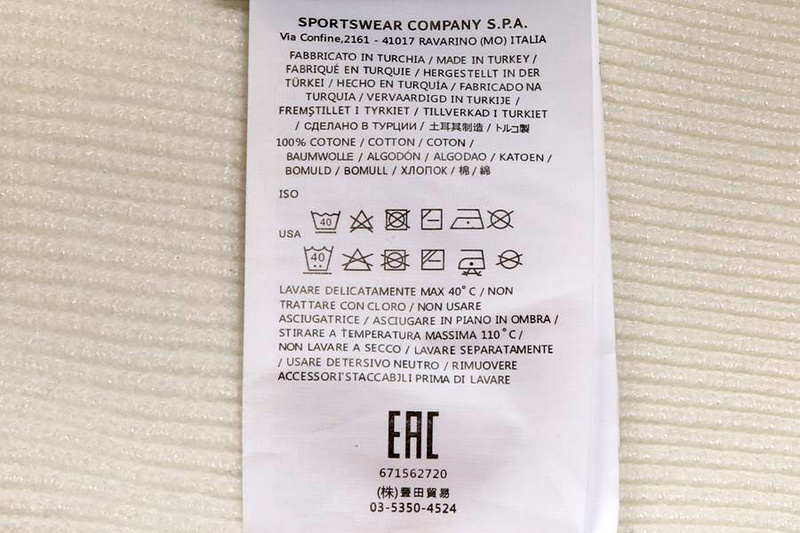 SPORTSWEAR COMPANY S.P.A.
Via Confine,2161 - 41017 RAVARINO (MO) ITALIA
FABBRICATO IN TURCHIA / MADE IN TURKEY /
FABRIQUÉ EN TURQUIE / HERGESTELLT IN DER
TÜRKEI / HECHO EN TURQUÍA / FABRICADO NA
TURQUIA / VERVAARDIGD IN TURKIJE /
FREMSTILLET I TYRKIET / TILLVERKAD I TURKIET
/ СДЕЛАНО В ТУРЦИИ / 土耳其制造 / トルコ製
100% COTONE / COTTON / COTON /
BAUMWOLLE / ALGODÓN / ALGODAO / KATOEN /
BOMULD / BOMULL / ХЛОПОК / 棉 / 綿
ISO
40
USA
40
LAVARE DELICATAMENTE MAX 40°C / NON
TRATTARE CON CLORO / NON USARE
ASCIUGATRICE / ASCIUGARE IN PIANO IN OMBRA /
STIRARE A TEMPERATURA MASSIMA 110°C /
NON LAVARE A SECCO / LAVARE SEPARATAMENTE
/ USARE DETERSIVO NEUTRO / RIMUOVERE
ACCESSORI STACCABILI PRIMA DI LAVARE
EAC
671562720
(株)豊田貿易
03-5350-4524